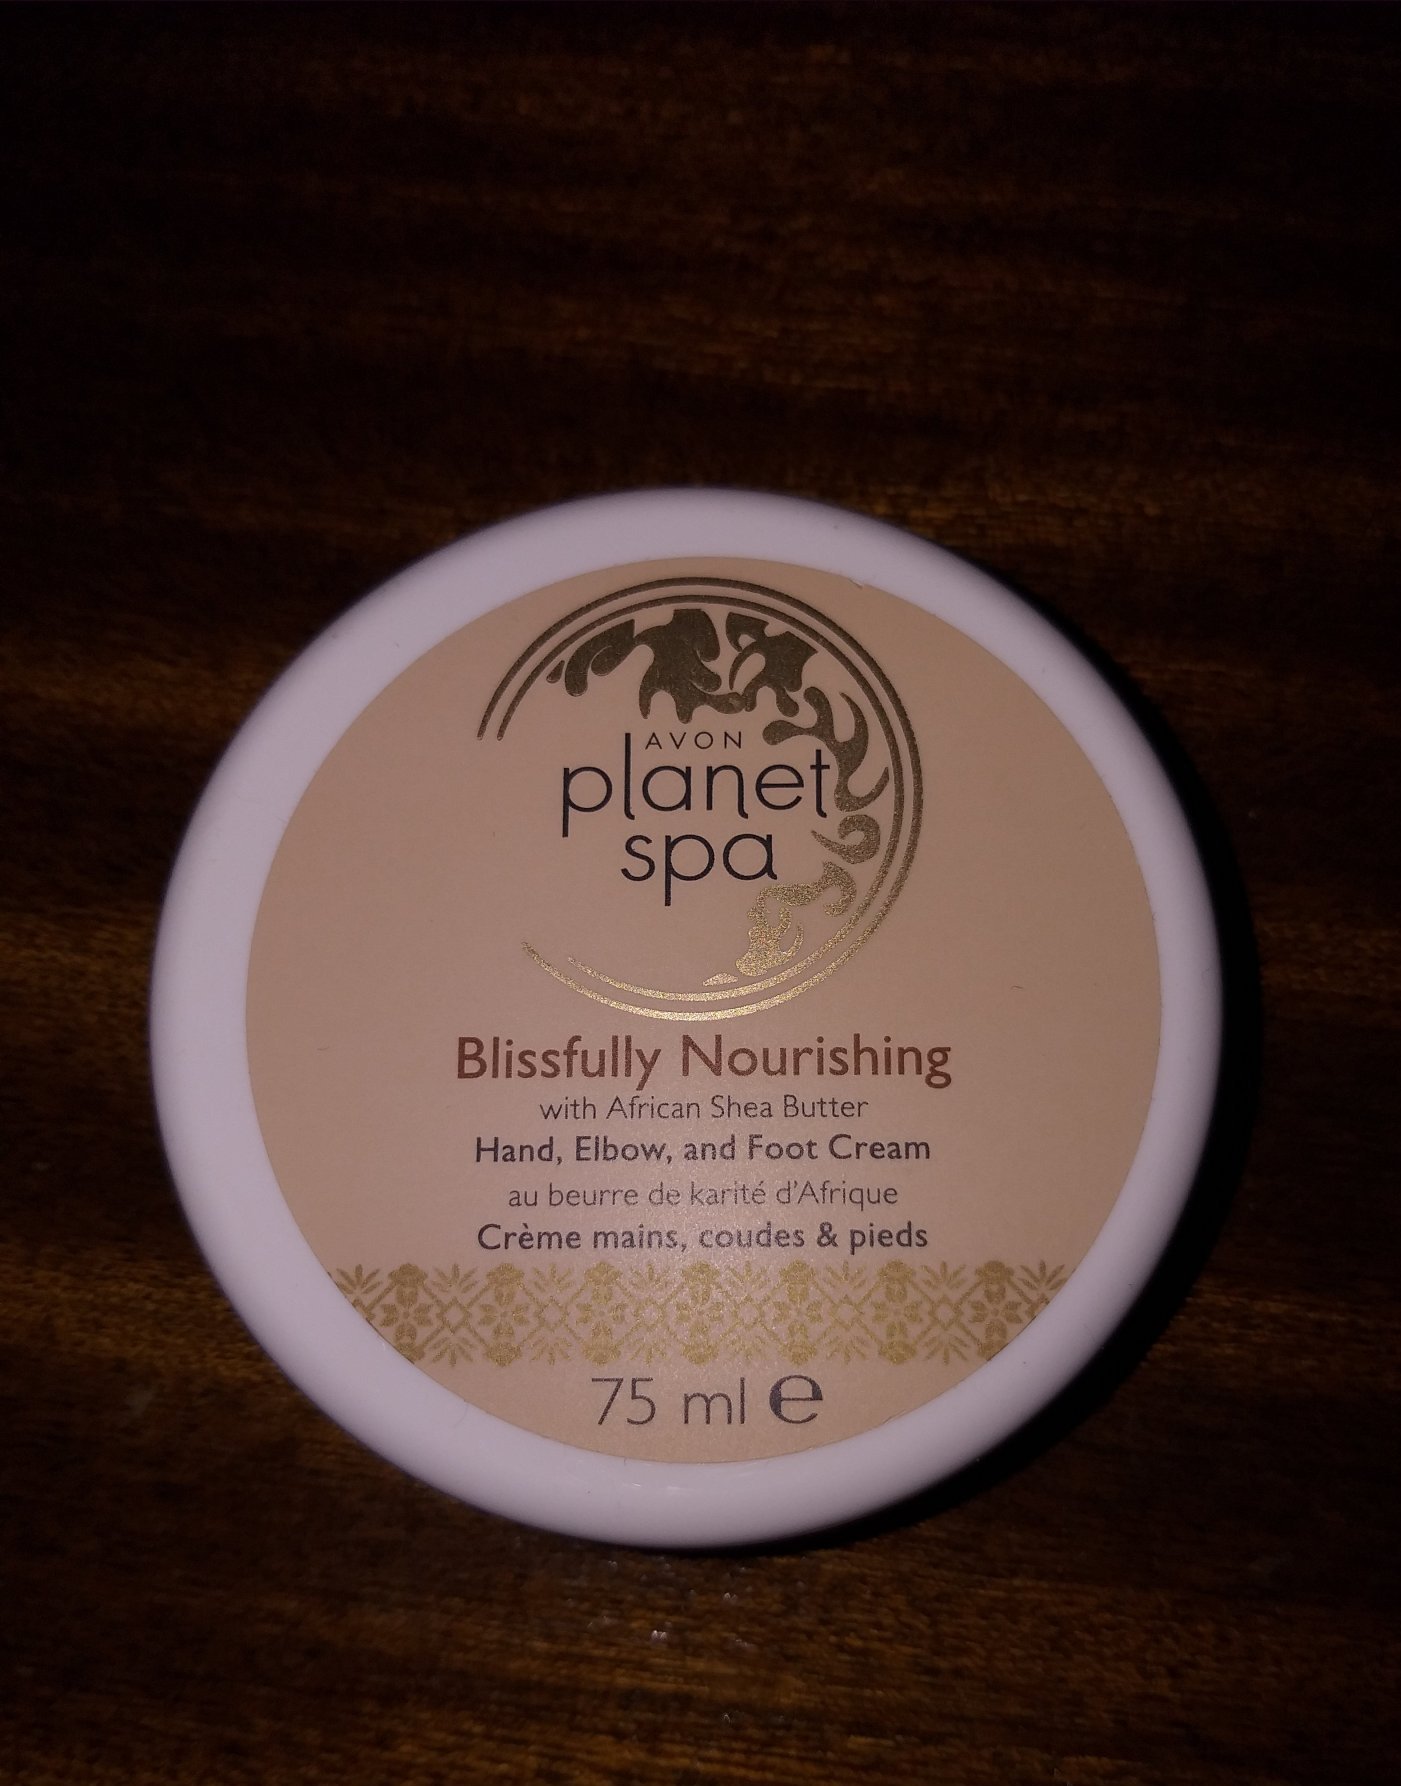 AVON
planet
spa
Blissfully Nourishing
with African Shea Butter
Hand, Elbow, and Foot Cream
au beurre de karité d'Afrique
Crème mains, coudes & pieds
75 ml e